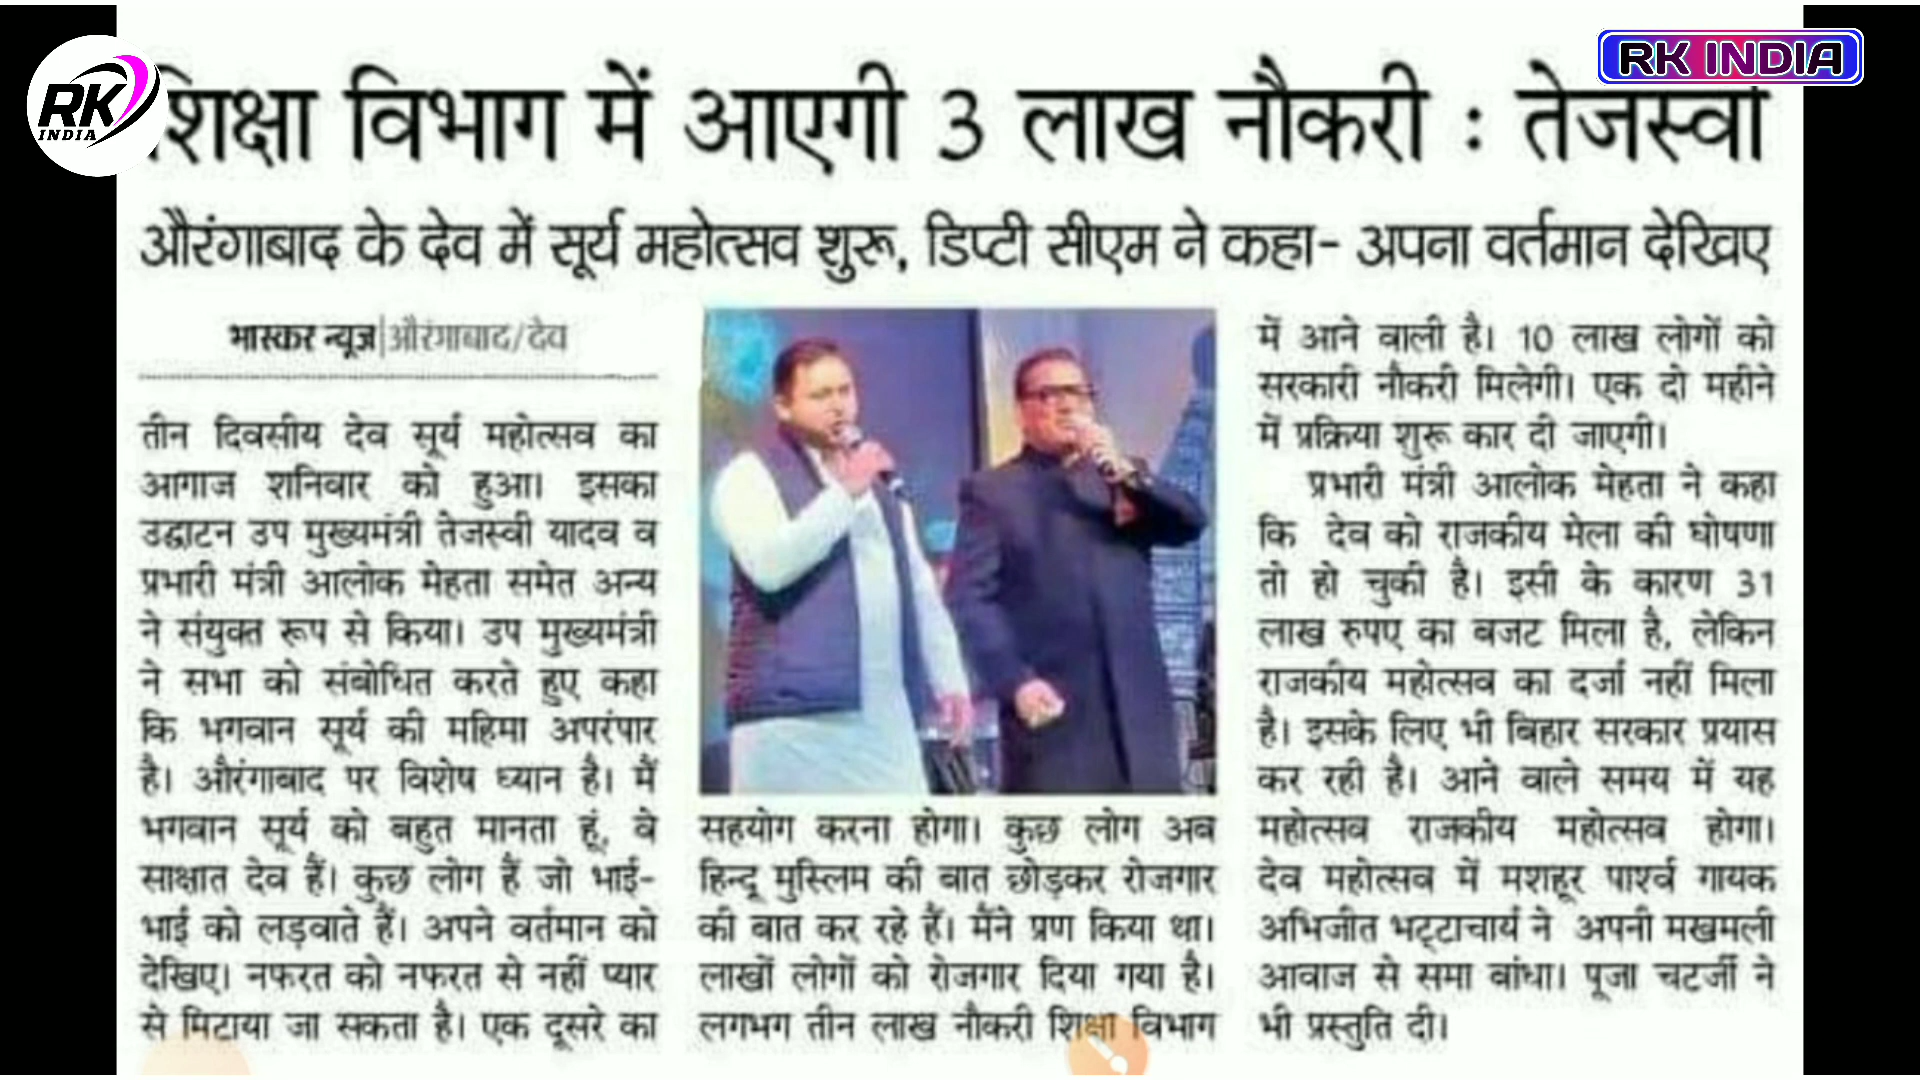 RK
INDIA
RK INDIA
शिक्षा विभाग में आएगी 3 लाख नौकरी : तेजस्वी
औरंगाबाद के देव में सूर्य महोत्सव शुरू, डिप्टी सीएम ने कहा- अपना वर्तमान देखिए
भास्कर न्यूज|औरंगाबाद/देव
तीन दिवसीय देव सूर्य महोत्सव का
आगाज शनिवार को हुआ। इसका
उद्घाटन उप मुख्यमंत्री तेजस्वी यादव व
प्रभारी मंत्री आलोक मेहता समेत अन्य
ने संयुक्त रूप से किया। उप मुख्यमंत्री
ने सभा को संबोधित करते हुए कहा
कि भगवान सूर्य की महिमा अपरंपार
है। औरंगाबाद पर विशेष ध्यान है। मैं
भगवान सूर्य को बहुत मानता हूं, वे
साक्षात देव हैं। कुछ लोग हैं जो भाई-
भाई को लड़वाते हैं। अपने वर्तमान को
देखिए। नफरत को नफरत से नहीं प्यार
से मिटाया जा सकता है। एक दूसरे का
सहयोग करना होगा। कुछ लोग अब
हिन्दू मुस्लिम की बात छोड़कर रोजगार
की बात कर रहे हैं। मैंने प्रण किया था।
लाखों लोगों को रोजगार दिया गया है।
लगभग तीन लाख नौकरी शिक्षा विभाग
में आने वाली है। 10 लाख लोगों को
सरकारी नौकरी मिलेगी। एक दो महीने
में प्रक्रिया शुरू कार दी जाएगी।
प्रभारी मंत्री आलोक मेहता ने कहा
कि देव को राजकीय मेला की घोषणा
तो हो चुकी है। इसी के कारण 31
लाख रुपए का बजट मिला है, लेकिन
राजकीय महोत्सव का दर्जा नहीं मिला
है। इसके लिए भी बिहार सरकार प्रयास
कर रही है। आने वाले समय में यह
महोत्सव राजकीय महोत्सव होगा।
देव महोत्सव में मशहूर पार्श्व गायक
अभिजीत भट्टाचार्य ने अपनी मखमली
आवाज से समा बांधा। पूजा चटर्जी ने
भी प्रस्तुति दी।